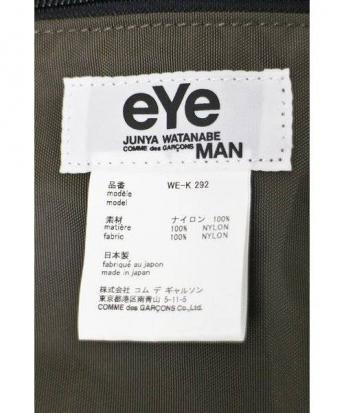 eYe
JUNYA WATANABE
COMME des GARÇONS MAN
品番 WE-K 292
modèle
model
素材 ナイロン 100%
matière 100% NYLON
fabric 100% NYLON
日本製
fabriqué au japon
made in japan
株式会社 コム デ ギャルソン
東京都港区南青山 5-11-5
COMME des GARÇONS Co.,Ltd.